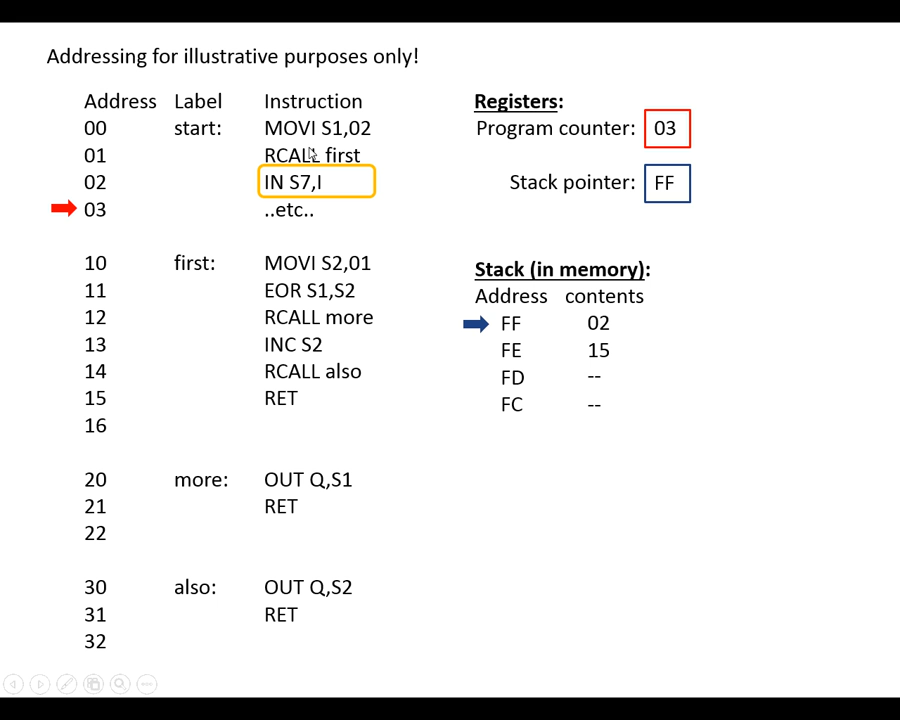 Addressing for illustrative purposes only!
Address Label Instruction
00 start: MOVI S1,02
01 RCALL first
02 IN S7,I
03 ..etc..
10 first: MOVI S2,01
11 EOR S1,S2
12 RCALL more
13 INC S2
14 RCALL also
15 RET
16
20 more: OUT Q,S1
21 RET
22
30 also: OUT Q,S2
31 RET
32
Registers:
Program counter: 03
Stack pointer: FF
Stack (in memory):
Address contents
FF 02
FE 15
FD --
FC --